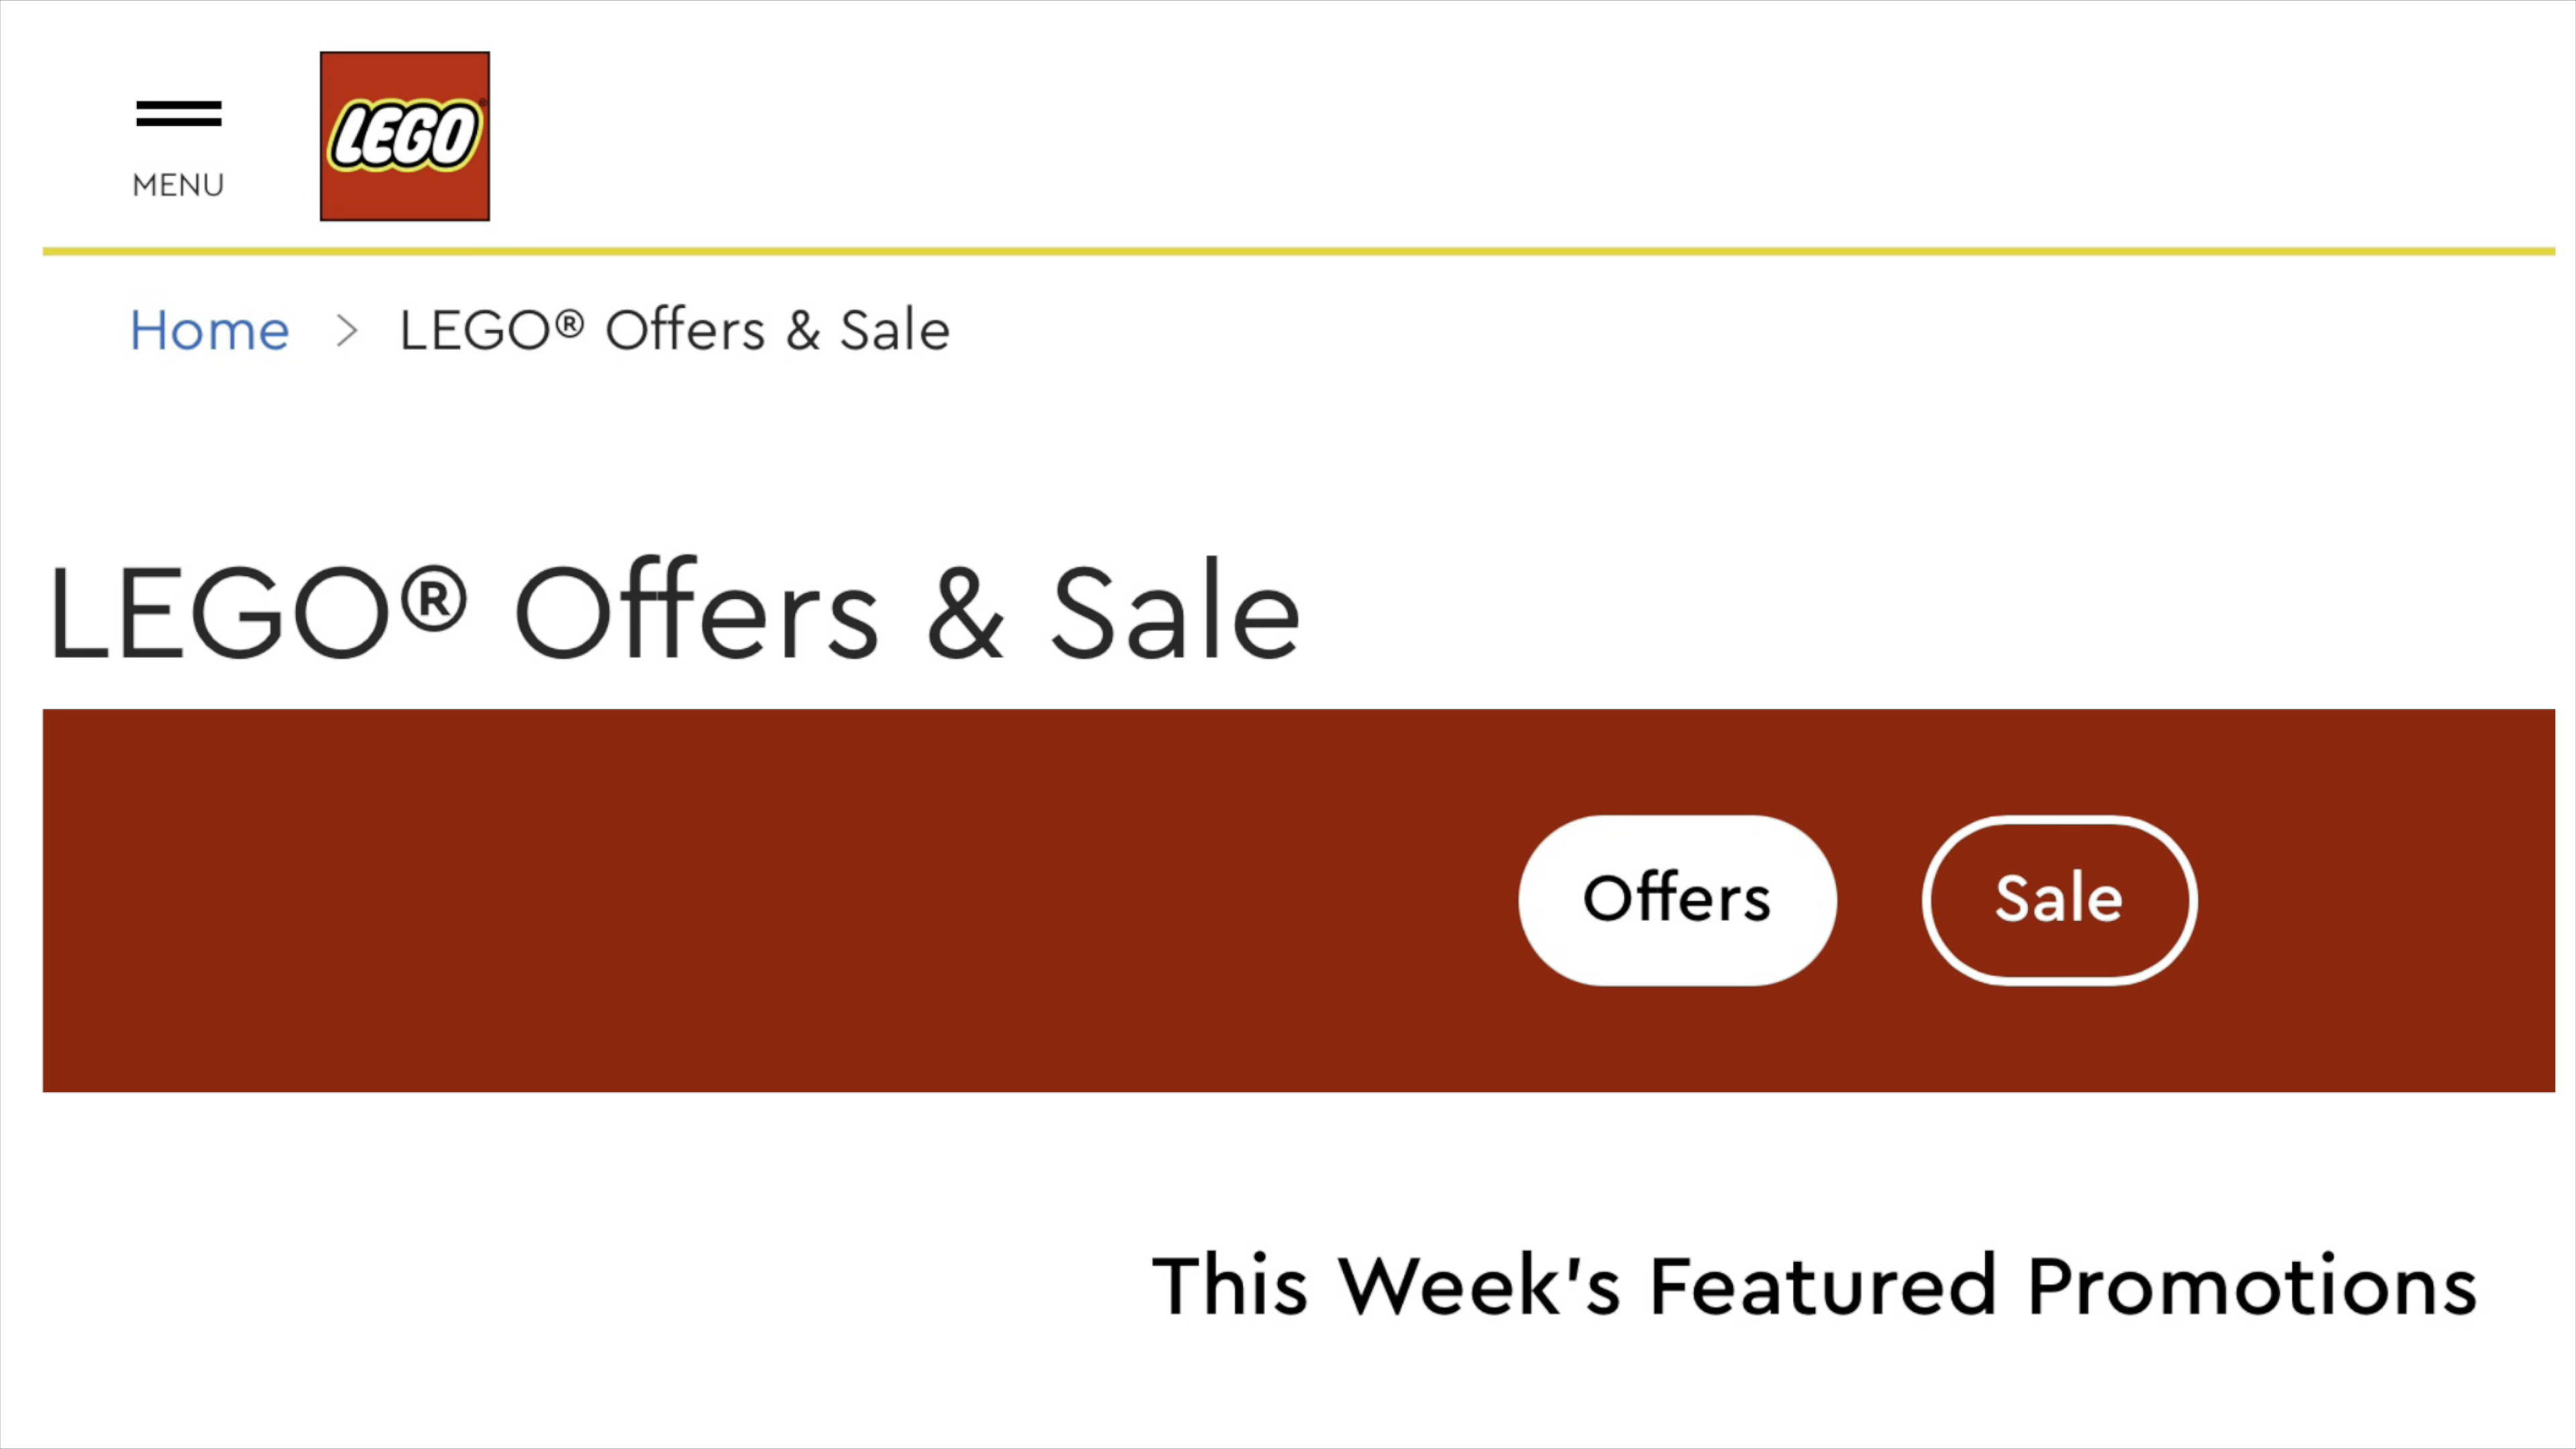 LEGO®
MENU
Home > LEGO® Offers & Sale
LEGO® Offers & Sale
Offers
Sale
This Week's Featured Promotions